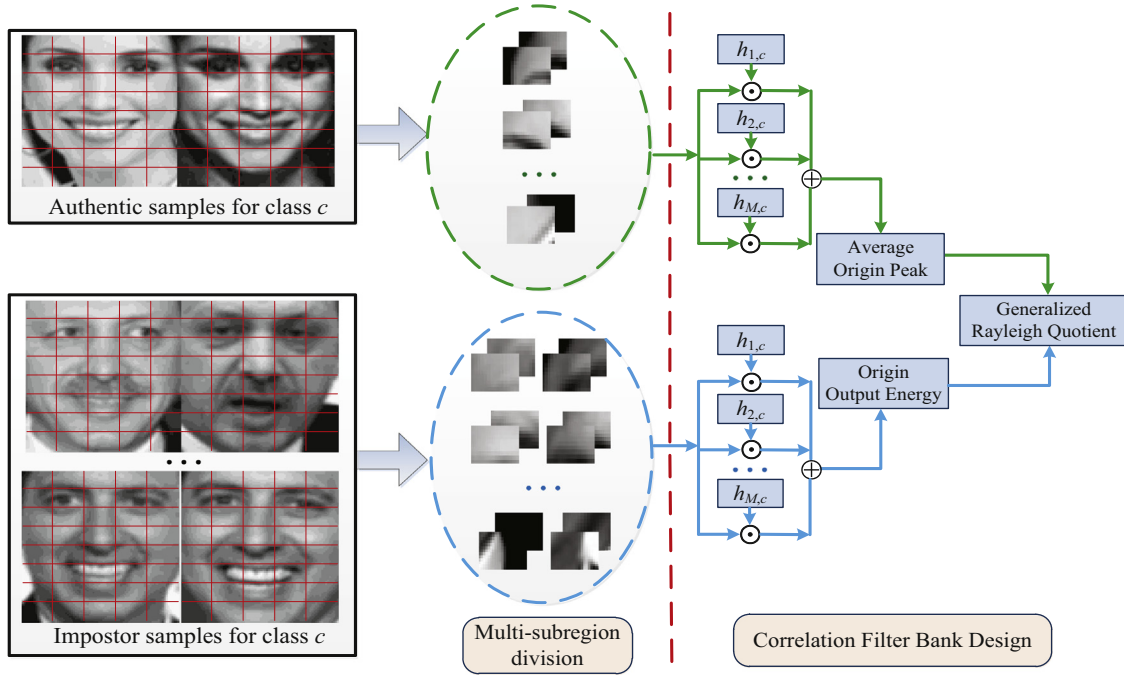 Authentic samples for class c
Impostor samples for class c
Multi-subregion
division
h1,c
h2,c
hM,c
Average
Origin Peak
Generalized
Rayleigh Quotient
h1,c
h2,c
hM,c
Origin
Output Energy
Correlation Filter Bank Design